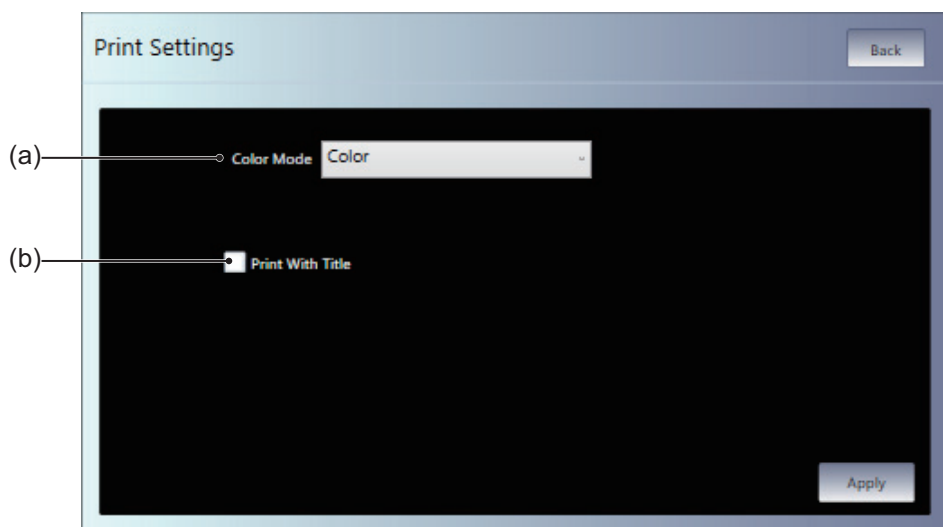 Print Settings
Back
(a)
Color Mode
Color
(b)
Print With Title
Apply